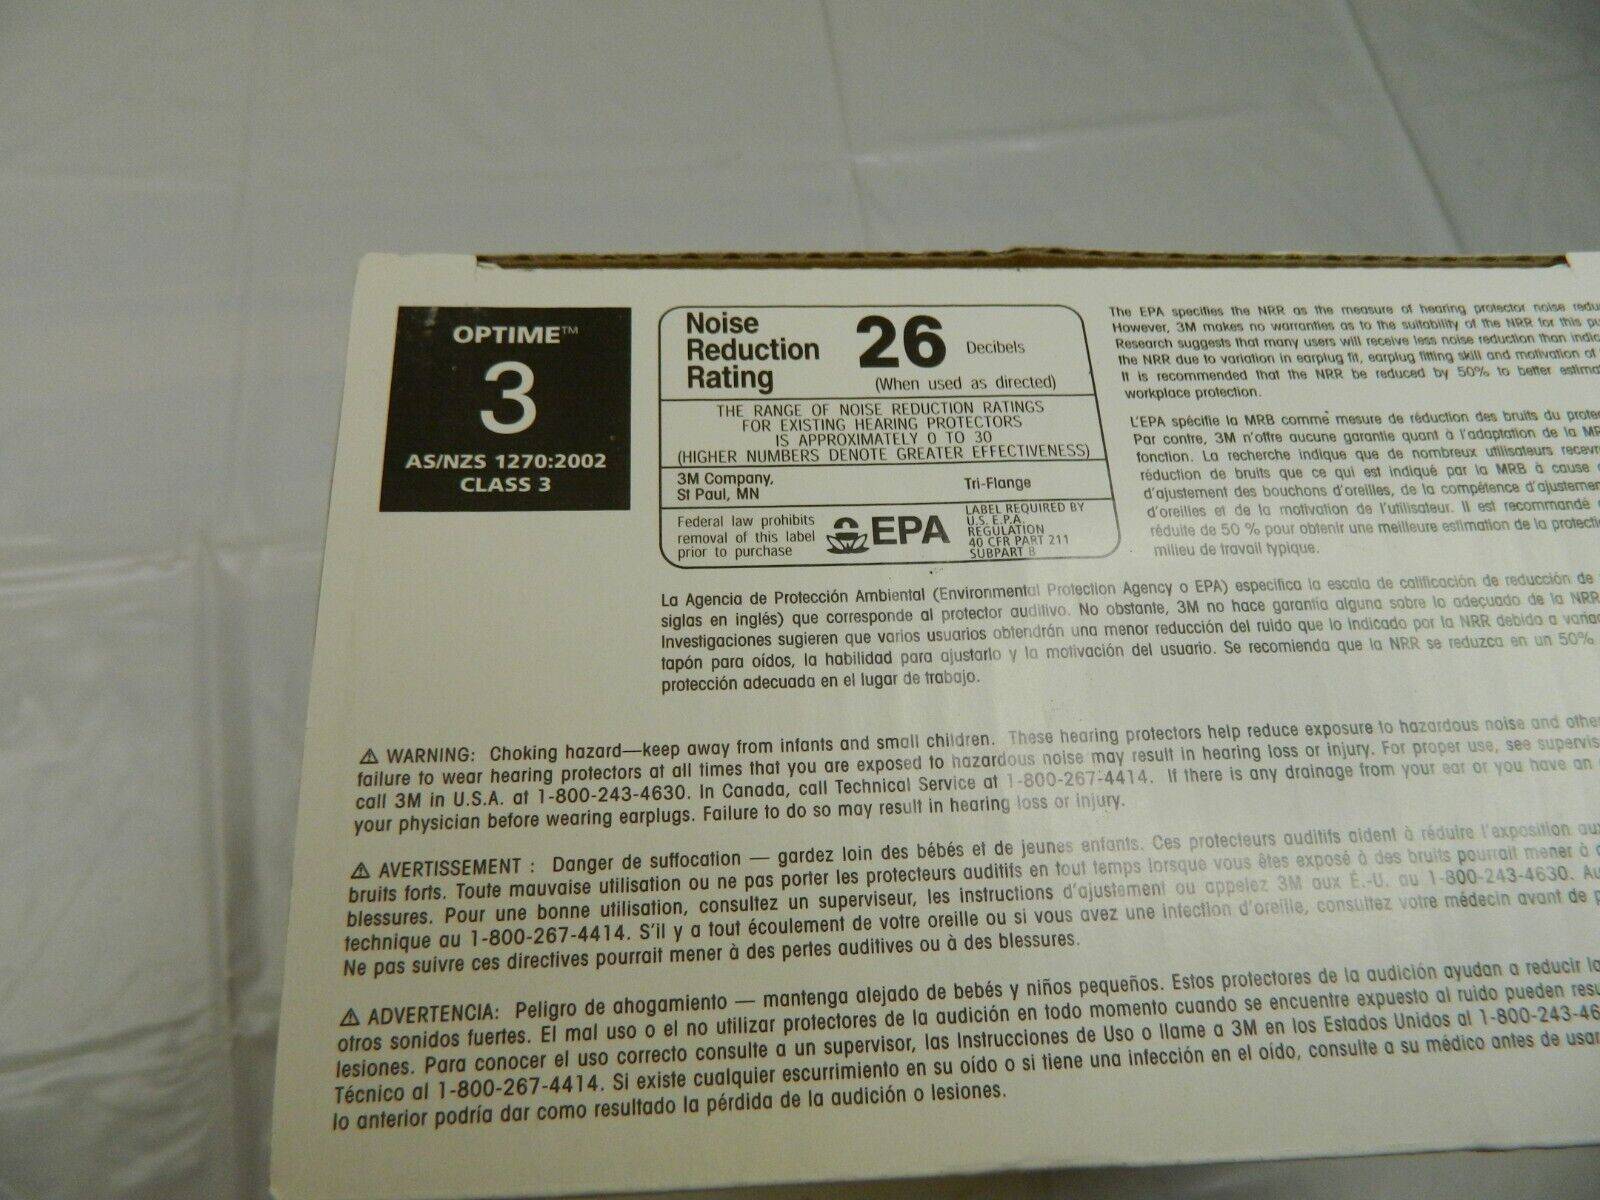 OPTIME™
3
AS/NZS 1270:2002
CLASS 3
Noise
Reduction
Rating
26 Decibels
(When used as directed)
THE RANGE OF NOISE REDUCTION RATINGS
FOR EXISTING HEARING PROTECTORS
IS APPROXIMATELY 0 TO 30
(HIGHER NUMBERS DENOTE GREATER EFFECTIVENESS)
3M Company,
St Paul, MN
Tri-Flange
Federal law prohibits
removal of this label
prior to purchase
EPA
LABEL REQUIRED BY
U.S. E.P.A.
REGULATION
40 CFR PART 211
SUBPART B
The EPA specifies the NRR as the measure of hearing protector noise
However, 3M makes no warranties as to the suitability of the NRR for this
Research suggests that many users will receive less noise reduction than
the NRR due to variation in earplug fit, earplug fitting skill and motivation of
It is recommended that the NRR be reduced by 50% to better
workplace protection.
L'EPA spécifie la MRB comme mesure de réduction des bruits du
Par contre, 3M n'offre aucune garantie quant à l'adaptation de la
fonction. La recherche indique que de nombreux utilisateurs
réduction de bruits que ce qui est indiqué par la MRB à cause
d'ajustement des bouchons d'oreilles, de la compétence
d'oreilles et de la motivation de l'utilisateur. Il est recommandé
réduite de 50 % pour obtenir une meilleure estimation de la
milieu de travail typique.
La Agencia de Protección Ambiental (Environmental Protection Agency o EPA) especifica la escala de calificación de reducción de
siglas en inglés) que corresponde al protector auditivo. No obstante, 3M no hace garantía alguna sobre lo adecuado de la NRR
Investigaciones sugieren que varios usuarios obtendrán una menor reducción del ruido que lo indicado por la NRR debido a
tapón para oídos, la habilidad para ajustarlo y la motivación del usuario. Se recomienda que la NRR se reduzca en un 50%
protección adecuada en el lugar de trabajo.
⚠ WARNING: Choking hazard—keep away from infants and small children. These hearing protectors help reduce exposure to hazardous noise and
failure to wear hearing protectors at all times that you are exposed to hazardous noise may result in hearing loss or injury. For proper use, see
call 3M in U.S.A. at 1-800-243-4630. In Canada, call Technical Service at 1-800-267-4414. If there is any drainage from your ear or you have an
your physician before wearing earplugs. Failure to do so may result in hearing loss or injury.
⚠ AVERTISSEMENT : Danger de suffocation — gardez loin des bébés et de jeunes enfants. Ces protecteurs auditifs aident à réduire l'exposition aux
bruits forts. Toute mauvaise utilisation ou ne pas porter les protecteurs auditifs en tout temps lorsque vous êtes exposé à des bruits pourrait mener à
blessures. Pour une bonne utilisation, consultez un superviseur, les instructions d'ajustement ou appelez 3M aux É.-U. au 1-800-243-4630.
technique au 1-800-267-4414. S'il y a tout écoulement de votre oreille ou si vous avez une infection d'oreille, consultez votre médecin avant de
Ne pas suivre ces directives pourrait mener à des pertes auditives ou à des blessures.
⚠ ADVERTENCIA: Peligro de ahogamiento — mantenga alejado de bebés y niños pequeños. Estos protectores de la audición ayudan a reducir
otros sonidos fuertes. El mal uso o el no utilizar protectores de la audición en todo momento cuando se encuentre expuesto al ruido pueden
lesiones. Para conocer el uso correcto consulte a un supervisor, las Instrucciones de Uso o llame a 3M en los Estados Unidos al 1-800-243-46
Técnico al 1-800-267-4414. Si existe cualquier escurrimiento en su oído o si tiene una infección en el oído, consulte a su médico antes de usar
lo anterior podría dar como resultado la pérdida de la audición o lesiones.